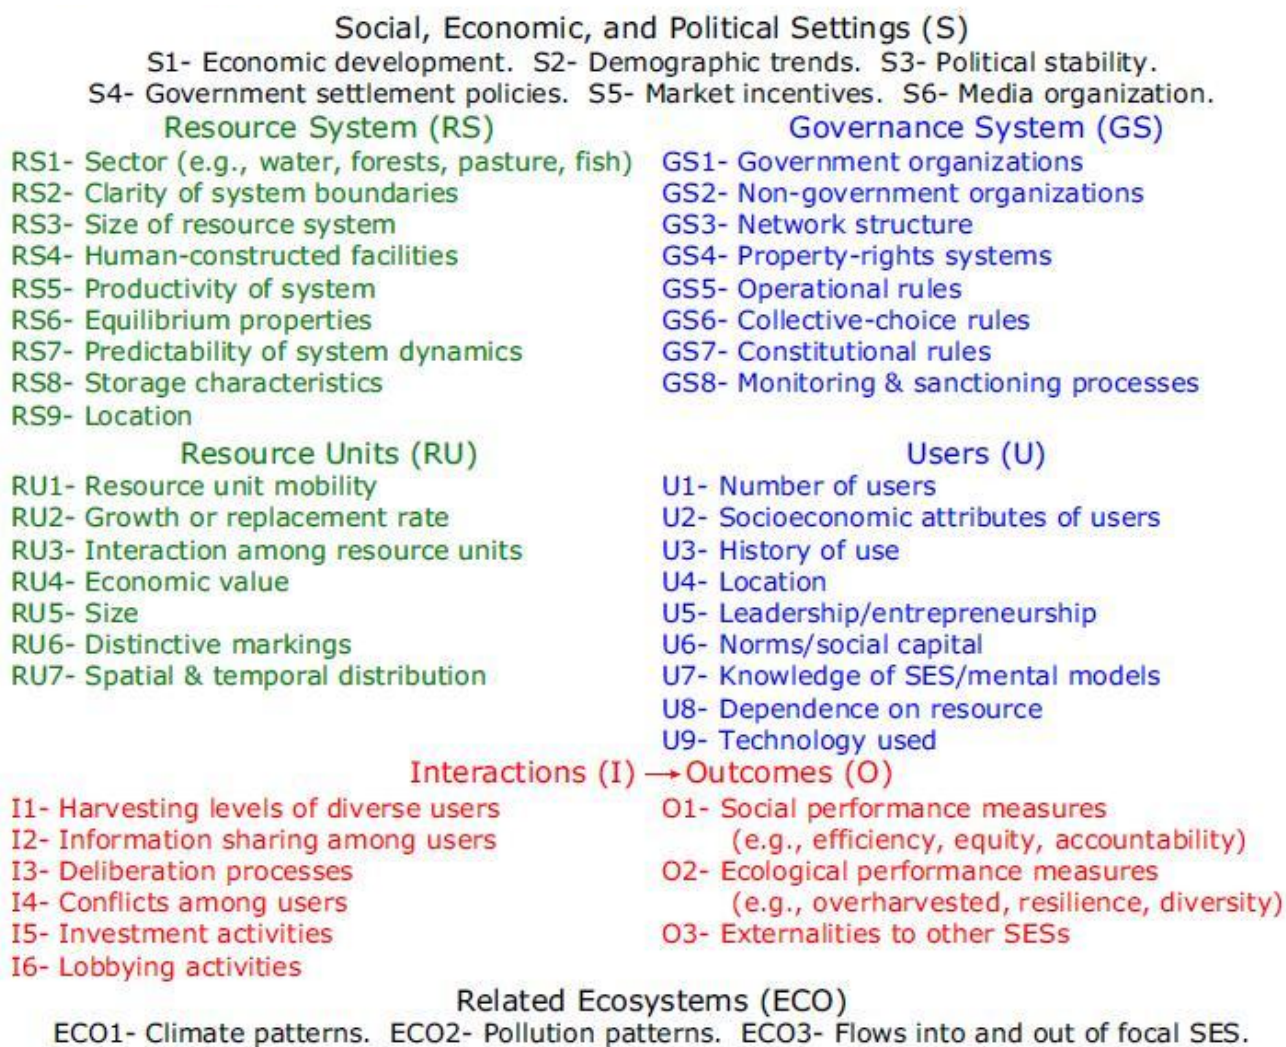 Social, Economic, and Political Settings (S)
S1- Economic development. S2- Demographic trends. S3- Political stability.
S4- Government settlement policies. S5- Market incentives. S6- Media organization.
Resource System (RS)
RS1- Sector (e.g., water, forests, pasture, fish)
RS2- Clarity of system boundaries
RS3- Size of resource system
RS4- Human-constructed facilities
RS5- Productivity of system
RS6- Equilibrium properties
RS7- Predictability of system dynamics
RS8- Storage characteristics
RS9- Location
Governance System (GS)
GS1- Government organizations
GS2- Non-government organizations
GS3- Network structure
GS4- Property-rights systems
GS5- Operational rules
GS6- Collective-choice rules
GS7- Constitutional rules
GS8- Monitoring & sanctioning processes
Resource Units (RU)
RU1- Resource unit mobility
RU2- Growth or replacement rate
RU3- Interaction among resource units
RU4- Economic value
RU5- Size
RU6- Distinctive markings
RU7- Spatial & temporal distribution
Users (U)
U1- Number of users
U2- Socioeconomic attributes of users
U3- History of use
U4- Location
U5- Leadership/entrepreneurship
U6- Norms/social capital
U7- Knowledge of SES/mental models
U8- Dependence on resource
U9- Technology used
Interactions (I) → Outcomes (O)
I1- Harvesting levels of diverse users
I2- Information sharing among users
I3- Deliberation processes
I4- Conflicts among users
I5- Investment activities
I6- Lobbying activities
O1- Social performance measures
(e.g., efficiency, equity, accountability)
O2- Ecological performance measures
(e.g., overharvested, resilience, diversity)
O3- Externalities to other SESs
Related Ecosystems (ECO)
ECO1- Climate patterns. ECO2- Pollution patterns. ECO3- Flows into and out of focal SES.